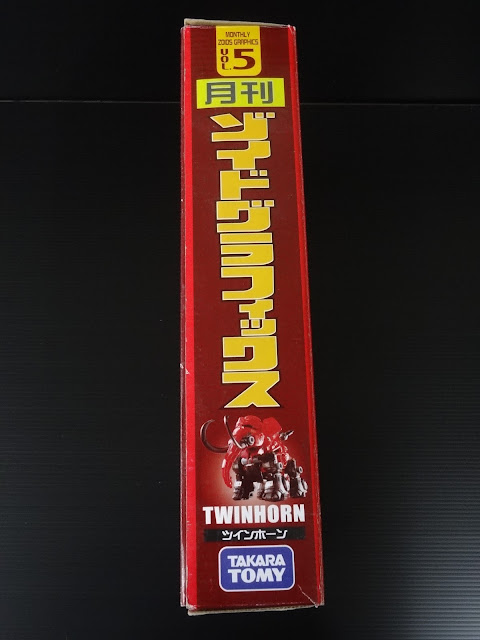 MONTHLY
ZOIDS GRAPHICS
VOL.5
月刊
ゾイドグラフィックス
TWINHORN
ツインホーン
TAKARA
TOMY